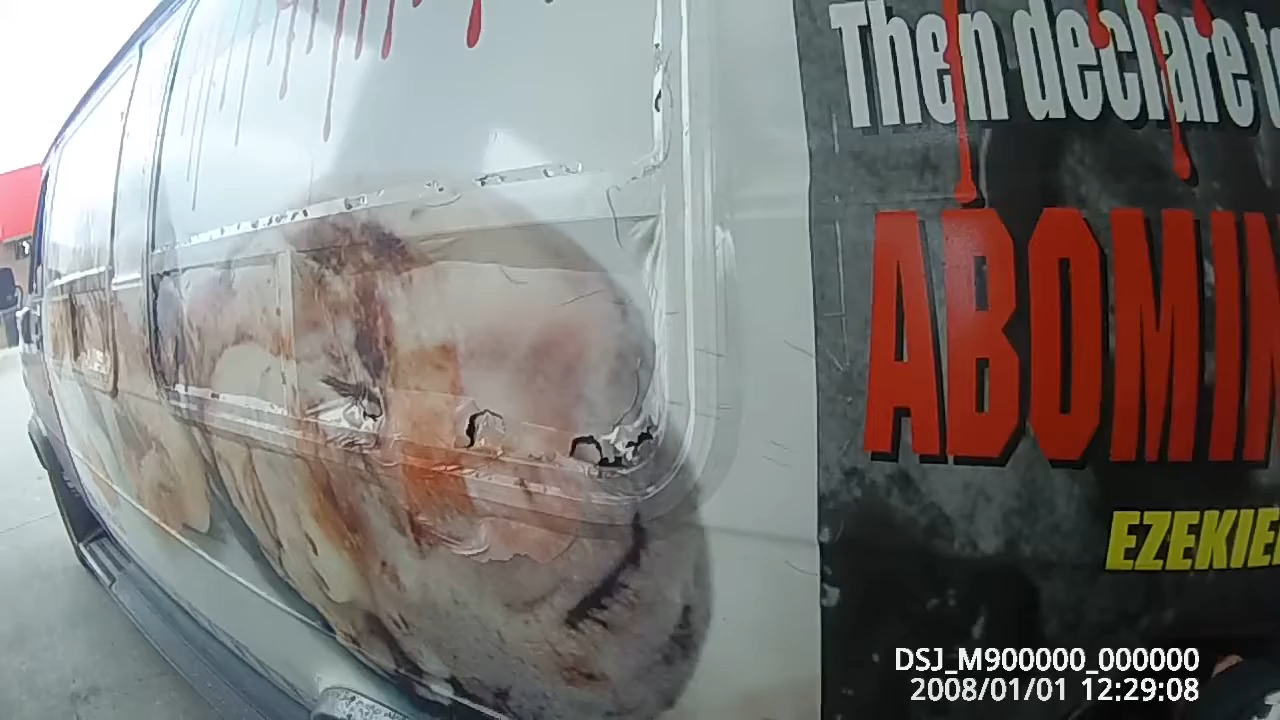 Then declare
ABOMIN
EZEKIE
DSJ_M900000_000000
2008/01/01 12:29:08